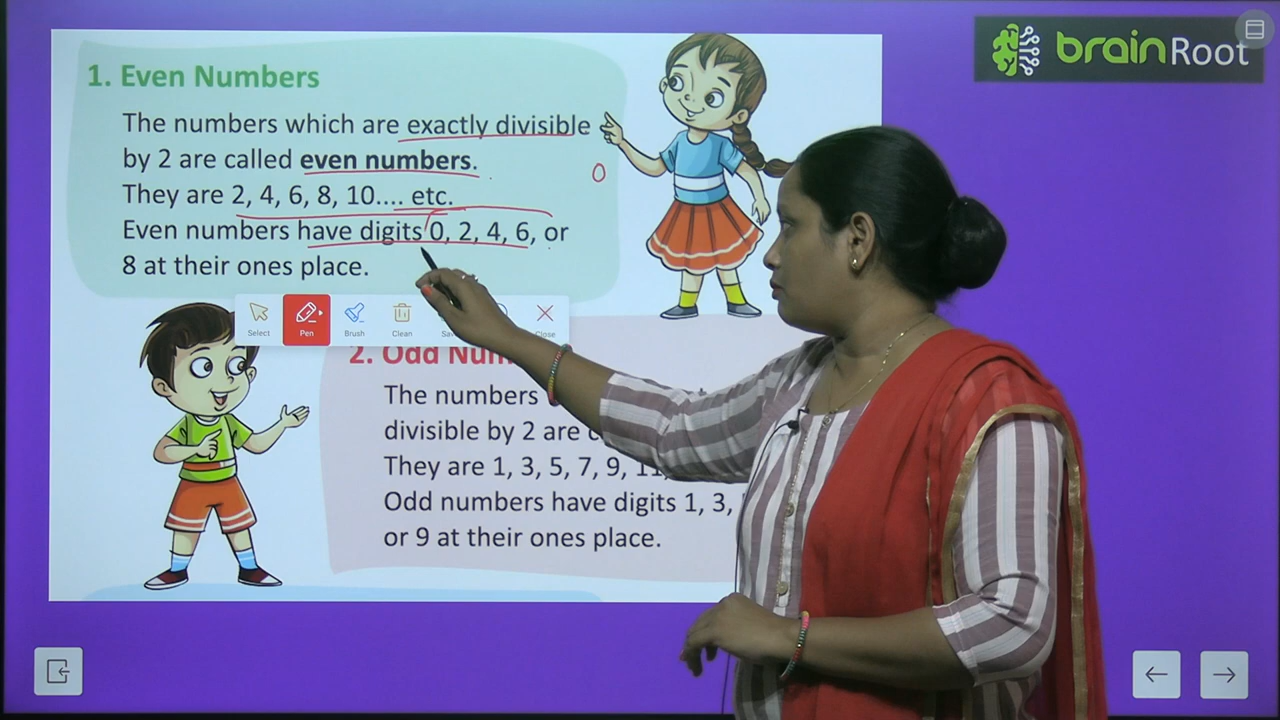 brainRoot
1. Even Numbers
The numbers which are exactly divisible
by 2 are called even numbers.
They are 2, 4, 6, 8, 10.... etc.
Even numbers have digits 0, 2, 4, 6, or
8 at their ones place.
0
Select Pen Brush Clean Close
2. Odd
The numbers
divisible by 2 are
They are 1, 3, 5, 7, 9, 11,
Odd numbers have digits 1, 3,
or 9 at their ones place.